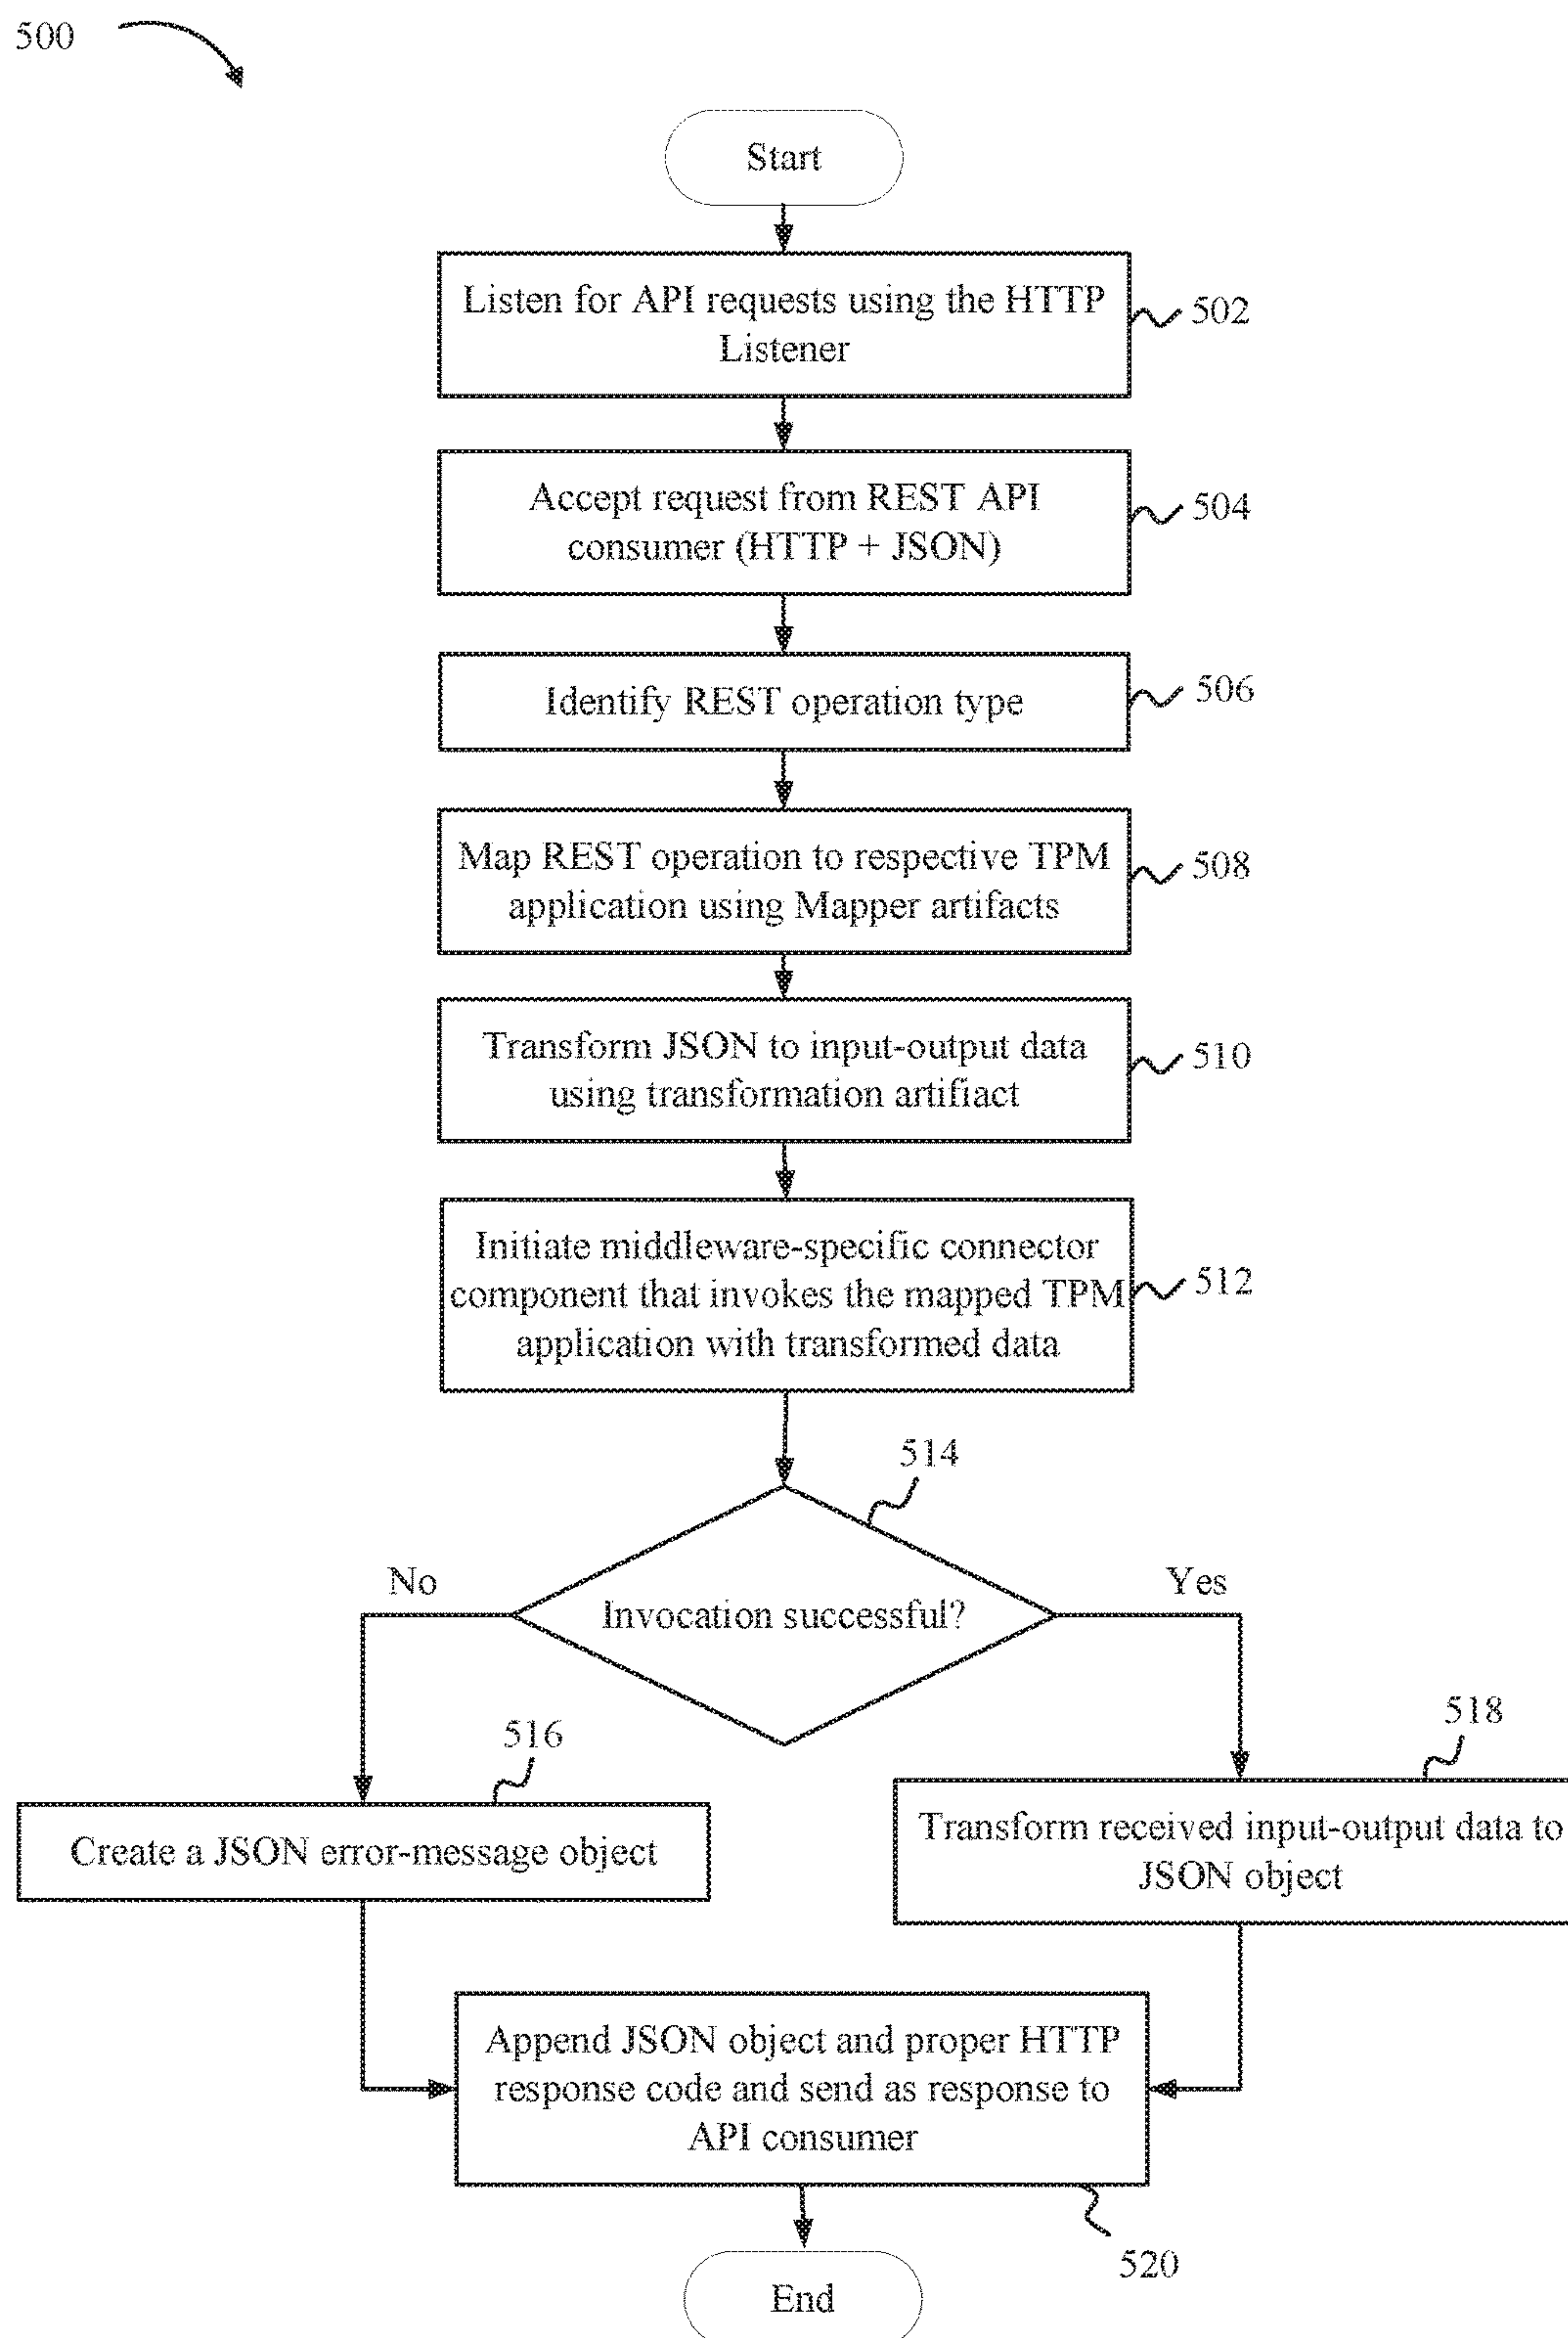 500
Start
Listen for API requests using the HTTP
Listener
502
Accept request from REST API
consumer (HTTP + JSON)
504
Identify REST operation type
506
Map REST operation to respective TPM
application using Mapper artifacts
508
Transform JSON to input-output data
using transformation artifiact
510
Initiate middleware-specific connector
component that invokes the mapped TPM
application with transformed data
512
514
No
Yes
Invocation successful?
516
518
Create a JSON error-message object
Transform received input-output data to
JSON object
Append JSON object and proper HTTP
response code and send as response to
API consumer
520
End